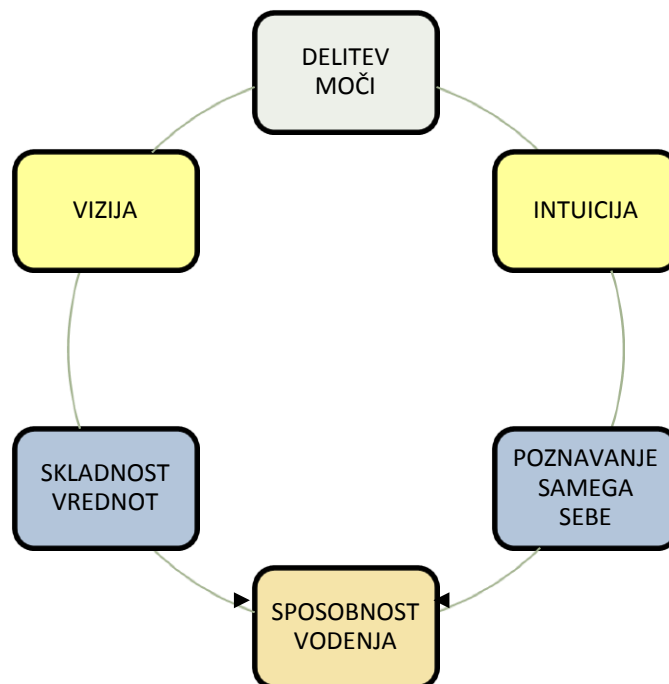 DELITEV
MOČI
VIZIJA
INTUICIJA
SKLADNOST
VREDNOT
POZNAVANJE
SAMEGA
SEBE
SPOSOBNOST
VODENJA